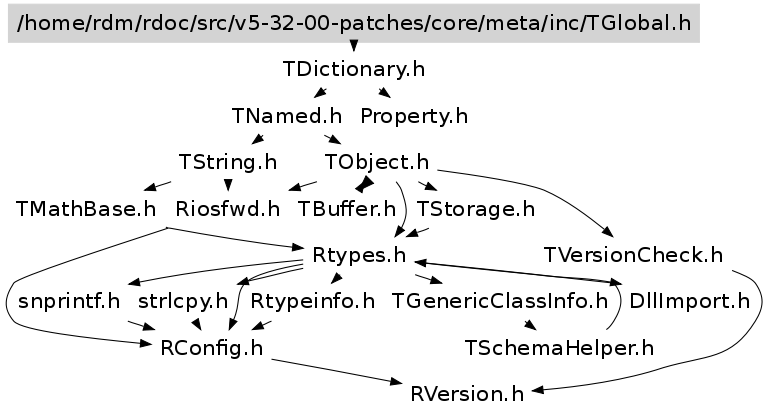 /home/rdm/rdoc/src/v5-32-00-patches/core/meta/inc/TGlobal.h
TDictionary.h
TNamed.h Property.h
TString.h TObject.h
TMathBase.h Riosfwd.h TBuffer.h TStorage.h
Rtypes.h TVersionCheck.h
snprintf.h strlcpy.h Rtypeinfo.h TGenericClassInfo.h DllImport.h
RConfig.h TSchemaHelper.h
RVersion.h